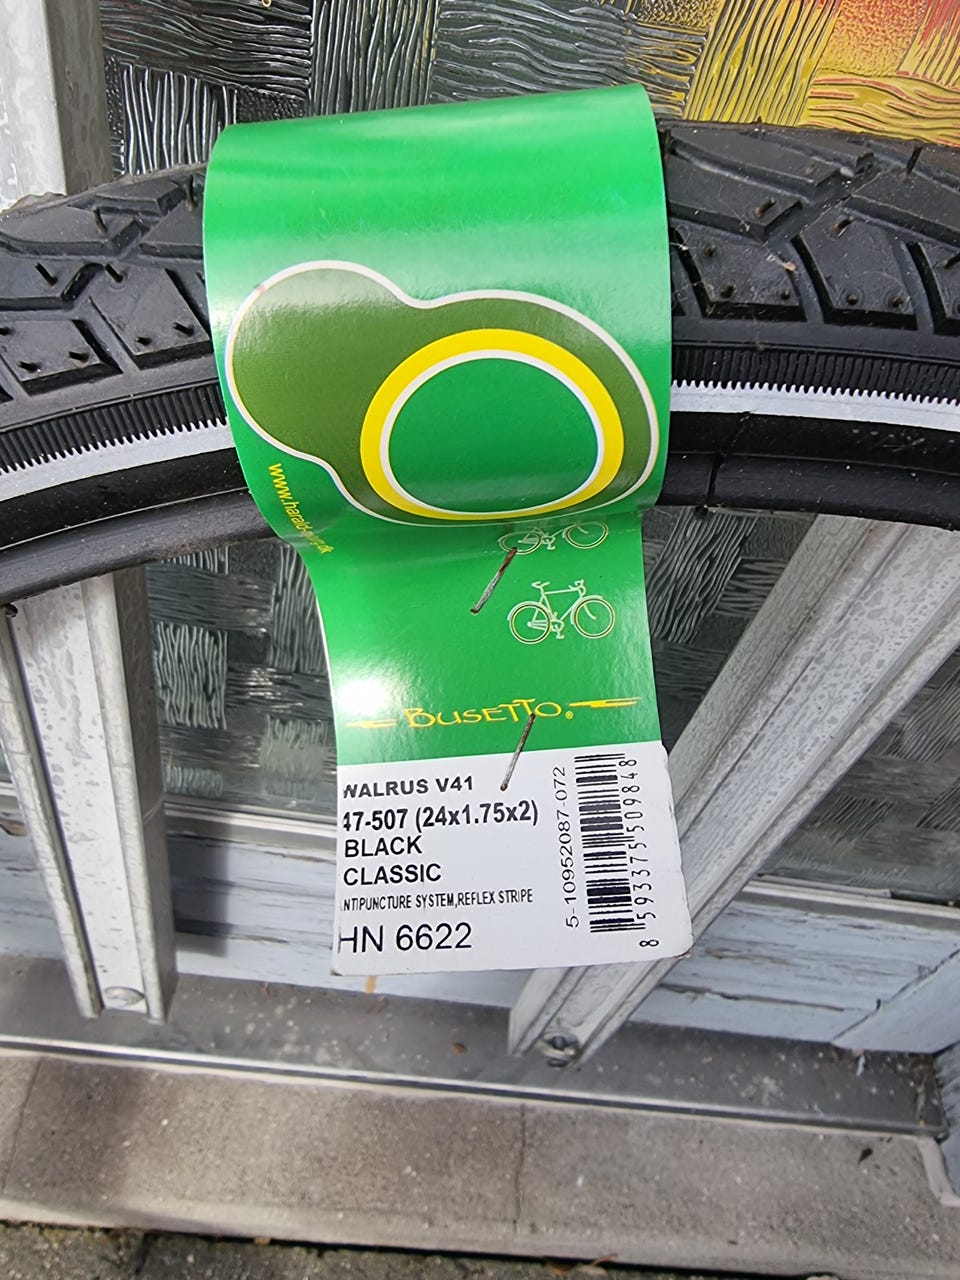 BUSETTO®
WALRUS V41
47-507 (24x1.75x2)
BLACK
CLASSIC
NTIPUNCTURE SYSTEM,REFLEX STRIPE
HN 6622
5-10952087-072
8 593375 509848